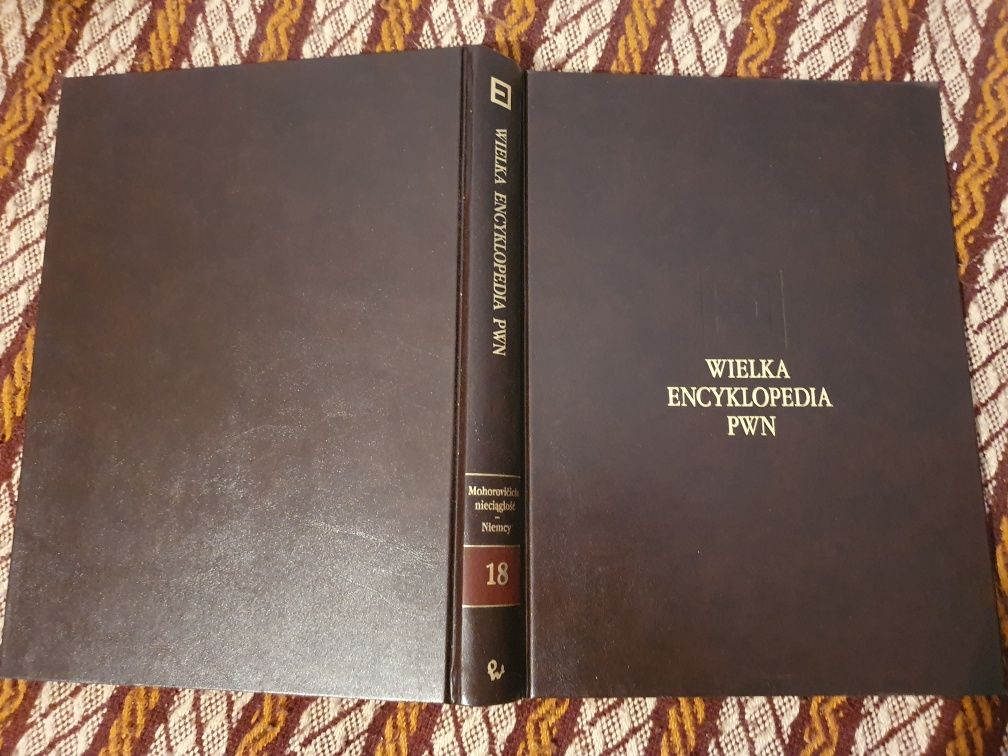 WIELKA ENCYKLOPEDIA PWN
Mohorovičicia
nieciągłość
–
Niemcy
18
WIELKA
ENCYKLOPEDIA
PWN